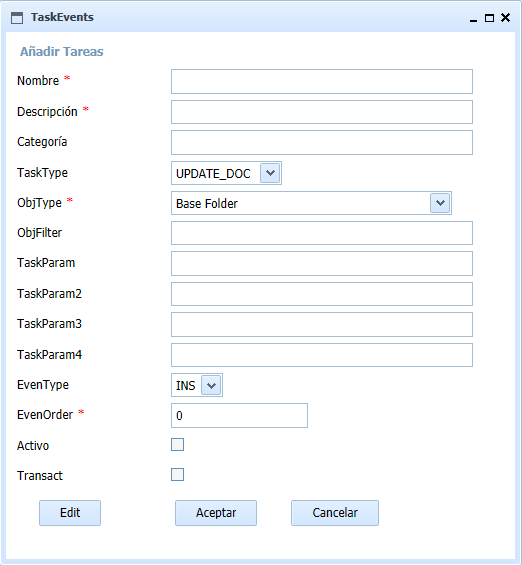 TaskEvents
Añadir Tareas
Nombre *
Descripción *
Categoría
TaskType UPDATE_DOC
ObjType * Base Folder
ObjFilter
TaskParam
TaskParam2
TaskParam3
TaskParam4
EvenType INS
EvenOrder * 0
Activo
Transact
Edit Aceptar Cancelar